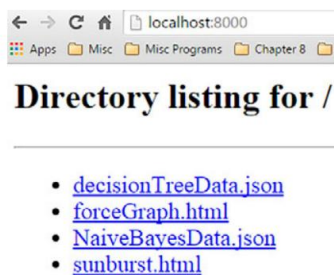 localhost:8000
Apps Misc Misc Programs Chapter 8
Directory listing for /
decisionTreeData.json
forceGraph.html
NaiveBayesData.json
sunburst.html